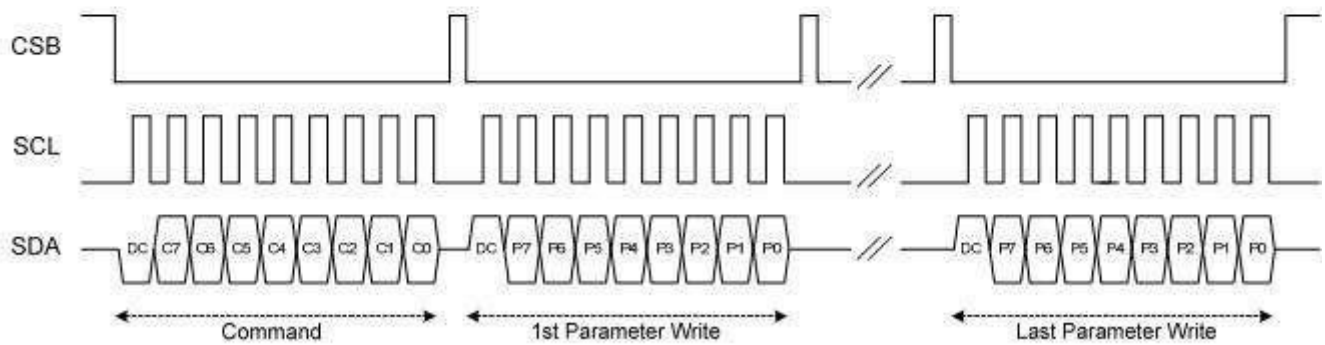 CSB
SCL
SDA
DC C7 C6 C5 C4 C3 C2 C1 C0 DC P7 P6 P5 P4 P3 P2 P1 P0 DC P7 P6 P5 P4 P3 P2 P1 P0
Command 1st Parameter Write Last Parameter Write